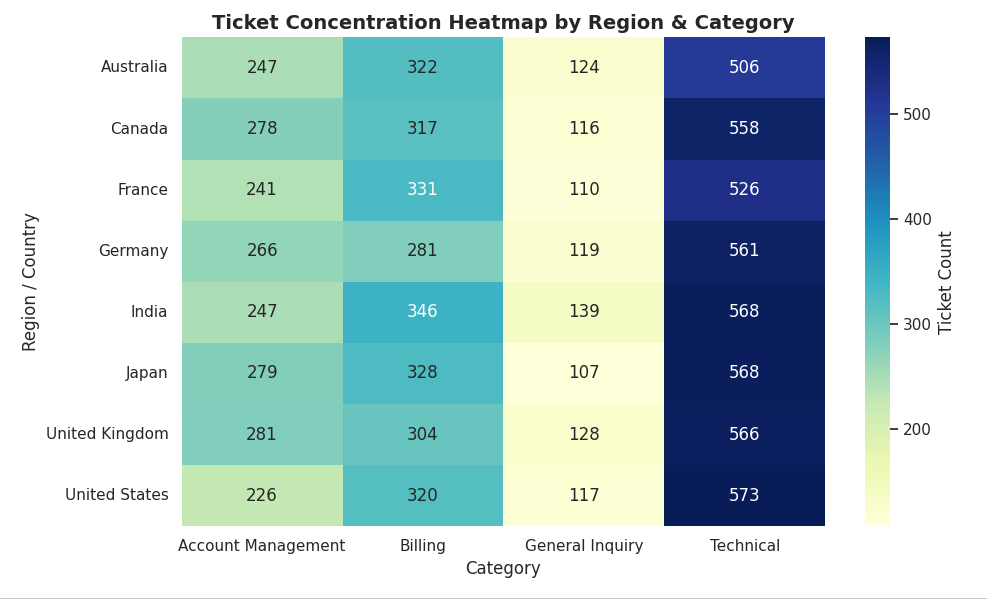 Ticket Concentration Heatmap by Region & Category
Region / Country
Australia 247 322 124 506
Canada 278 317 116 558
France 241 331 110 526
Germany 266 281 119 561
India 247 346 139 568
Japan 279 328 107 568
United Kingdom 281 304 128 566
United States 226 320 117 573
Account Management Billing General Inquiry Technical
Category
500
400
300
200
Ticket Count